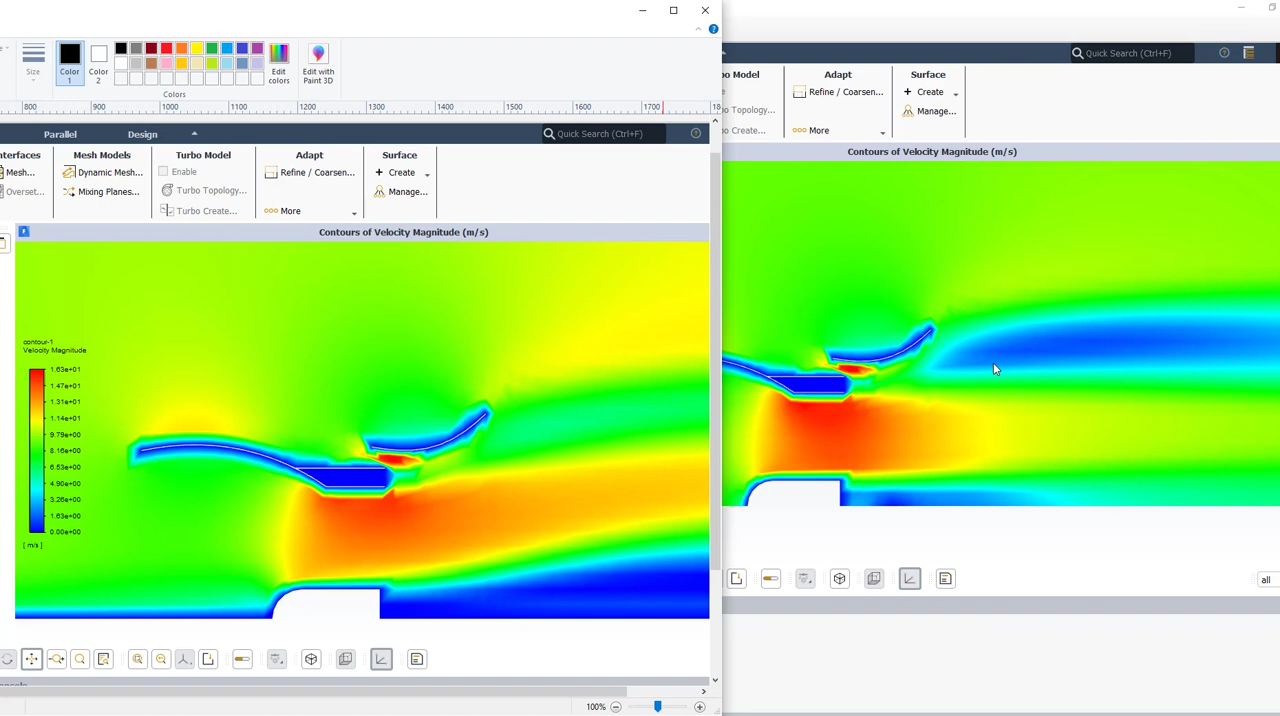 Size
Color
1
Color
2
Edit
colors
Edit with
Paint 3D
Colors
800 900 1000 1100 1200 1300 1400 1500 1600 1700 18
Parallel Design Quick Search (Ctrl+F)
terfaces Mesh Models Turbo Model Adapt Surface
Mesh... Dynamic Mesh... Enable Refine / Coarsen... Create
Overset... Mixing Planes... Turbo Topology... Manage...
Turbo Create... More
Contours of Velocity Magnitude (m/s)
contour-1
Velocity Magnitude
1.63e+01
1.47e+01
1.31e+01
1.14e+01
9.79e+00
8.16e+00
6.53e+00
4.90e+00
3.26e+00
1.63e+00
0.00e+00
[ m/s ]
100%
Quick Search (Ctrl+F)
bo Model Adapt Surface
Refine / Coarsen... Create
bo Topology... Manage...
bo Create... More
Contours of Velocity Magnitude (m/s)
all